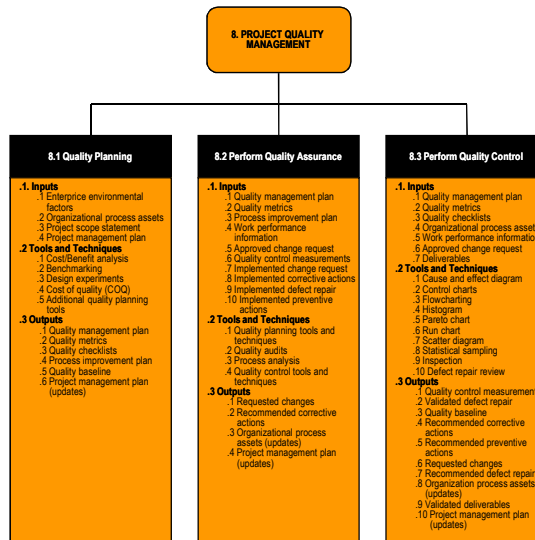 8. PROJECT QUALITY
MANAGEMENT
8.1 Quality Planning
.1. Inputs
.1 Enterprice environmental
factors
.2 Organizational process assets
.3 Project scope statement
.4 Project management plan
.2 Tools and Techniques
.1 Cost/Benefit analysis
.2 Benchmarking
.3 Design experiments
.4 Cost of quality (COQ)
.5 Additional quality planning
tools
.3 Outputs
.1 Quality management plan
.2 Quality metrics
.3 Quality checklists
.4 Process improvement plan
.5 Quality baseline
.6 Project management plan
(updates)
8.2 Perform Quality Assurance
.1. Inputs
.1 Quality management plan
.2 Quality metrics
.3 Process improvement plan
.4 Work performance
information
.5 Approved change request
.6 Quality control measurements
.7 Implemented change request
.8 Implemented corrective actions
.9 Implemented defect repair
.10 Implemented preventive
actions
.2 Tools and Techniques
.1 Quality planning tools and
techniques
.2 Quality audits
.3 Process analysis
.4 Quality control tools and
techniques
.3 Outputs
.1 Requested changes
.2 Recommended corrective
actions
.3 Organizational process
assets (updates)
.4 Project management plan
(updates)
8.3 Perform Quality Control
.1. Inputs
.1 Quality management plan
.2 Quality metrics
.3 Quality checklists
.4 Organizational process asset
.5 Work performance informatio
.6 Approved change request
.7 Deliverables
.2 Tools and Techniques
.1 Cause and effect diagram
.2 Control charts
.3 Flowcharting
.4 Histogram
.5 Pareto chart
.6 Run chart
.7 Scatter diagram
.8 Statistical sampling
.9 Inspection
.10 Defect repair review
.3 Outputs
.1 Quality control measurement
.2 Validated defect repair
.3 Quality baseline
.4 Recommended corrective
actions
.5 Recommended preventive
actions
.6 Requested changes
.7 Recommended defect repair
.8 Organization process assets
(updates)
.9 Validated deliverables
.10 Project management plan
(updates)